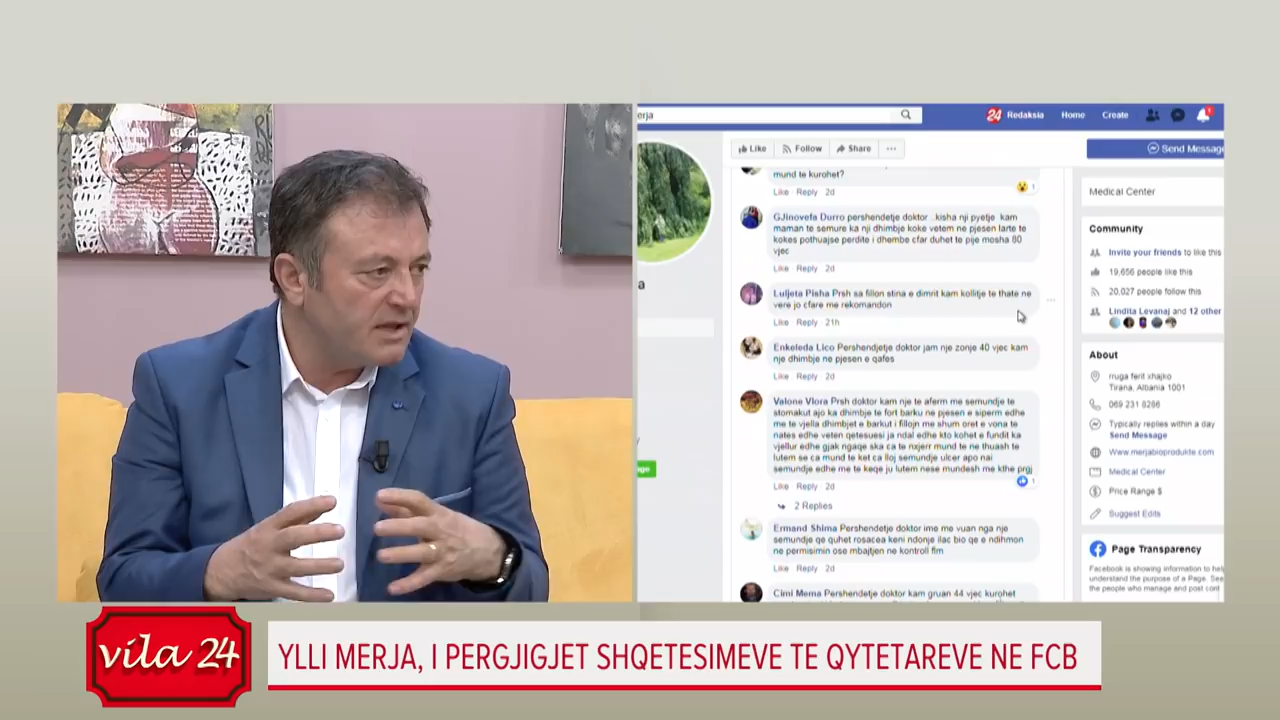 erja
24 Redaksia Home Create
1
Like Follow Share ...
Send Message
mund te kurohet?
Like · Reply · 2d
1
GJinovefa Durro pershendetje doktor ..kisha nji pyetje kam
maman te semure ka nji dhimbje koke vetem ne pjesen larte te
kokes pothuajse perdite i dhembe cfar duhet te pije mosha 80
vjec
Like · Reply · 2d
Luljeta Pisha Prsh sa fillon stina e dimrit kam kollitje te thate ne
vere jo cfare me rekomandon
Like · Reply · 21h
Enkeleda Lico Pershendjetje doktor jam nje zonje 40 vjec kam
nje dhimbje ne pjesen e qafes
Like · Reply · 2d
Valone Vlora Prsh doktor kam nje te aferm me semundje te
stomakut ajo ka dhimbje te fort barku ne pjesen e siperm edhe
me te vjella dhimbjet e barkut i fillojn me shum oret e vona te
nates edhe veten qetesuesi ja ndal edhe kto kohet e fundit ka
vjellur edhe gjak ngaqe ska ca te nxjerr mund te ne thuash te
lutem se ca mund te ket ca lloj semundje ulcer apo nai
semundje edhe me te keqe ju lutem nese mundesh me kthe prgj
Like · Reply · 2d
1
2 Replies
Ermand Shima Pershendetje doktor ime me vuan nga nje
semundje qe quhet rosacea keni ndonje ilac bio qe e ndihmon
ne permisimin ose mbajtjen ne kontroll flm
Like · Reply · 2d
Cimi Mema Pershendetje doktor kam gruan 44 vjec kurohet
Medical Center
Community
Invite your friends to like this
19,656 people like this
20,027 people follow this
Lindita Levanaj and 12 other
About
rruga ferit xhajko
Tirana, Albania 1001
069 231 8286
Typically replies within a day
Send Message
Www.merjabioprodukte.com
Medical Center
Price Range $
Suggest Edits
Page Transparency
Facebook is showing information to help
understand the purpose of a Page. See
the people who manage and post cont
vila 24
YLLI MERJA, I PERGJIGJET SHQETESIMEVE TE QYTETAREVE NE FCB